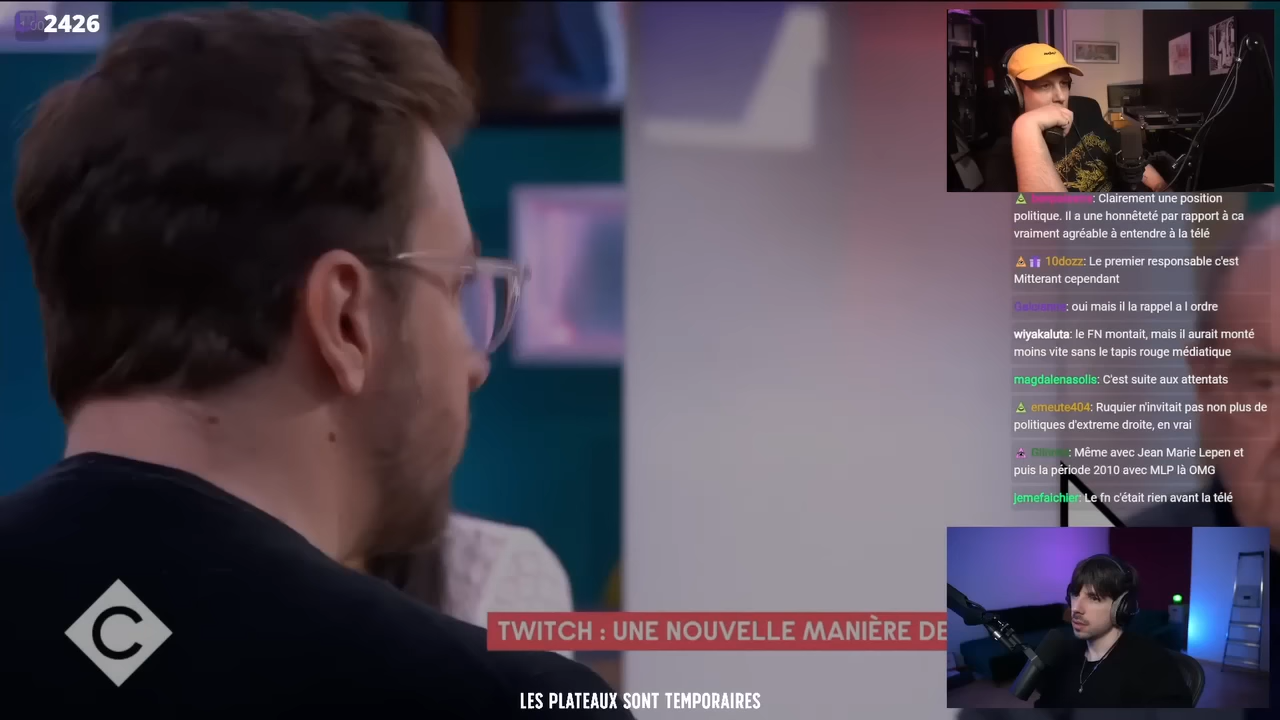 2426
: Clairement une position
politique. Il a une honnêteté par rapport à ca
vraiment agréable à entendre à la télé
10dozz: Le premier responsable c'est
Mitterant cependant
: oui mais il la rappel a l ordre
wiyakaluta: le FN montait, mais il aurait monté
moins vite sans le tapis rouge médiatique
magdalenasolis: C'est suite aux attentats
emeute404: Ruquier n'invitait pas non plus de
politiques d'extreme droite, en vrai
: Même avec Jean Marie Lepen et
puis la période 2010 avec MLP là OMG
jemefaichier: Le fn c'était rien avant la télé
C
TWITCH : UNE NOUVELLE MANIÈRE DE
LES PLATEAUX SONT TEMPORAIRES